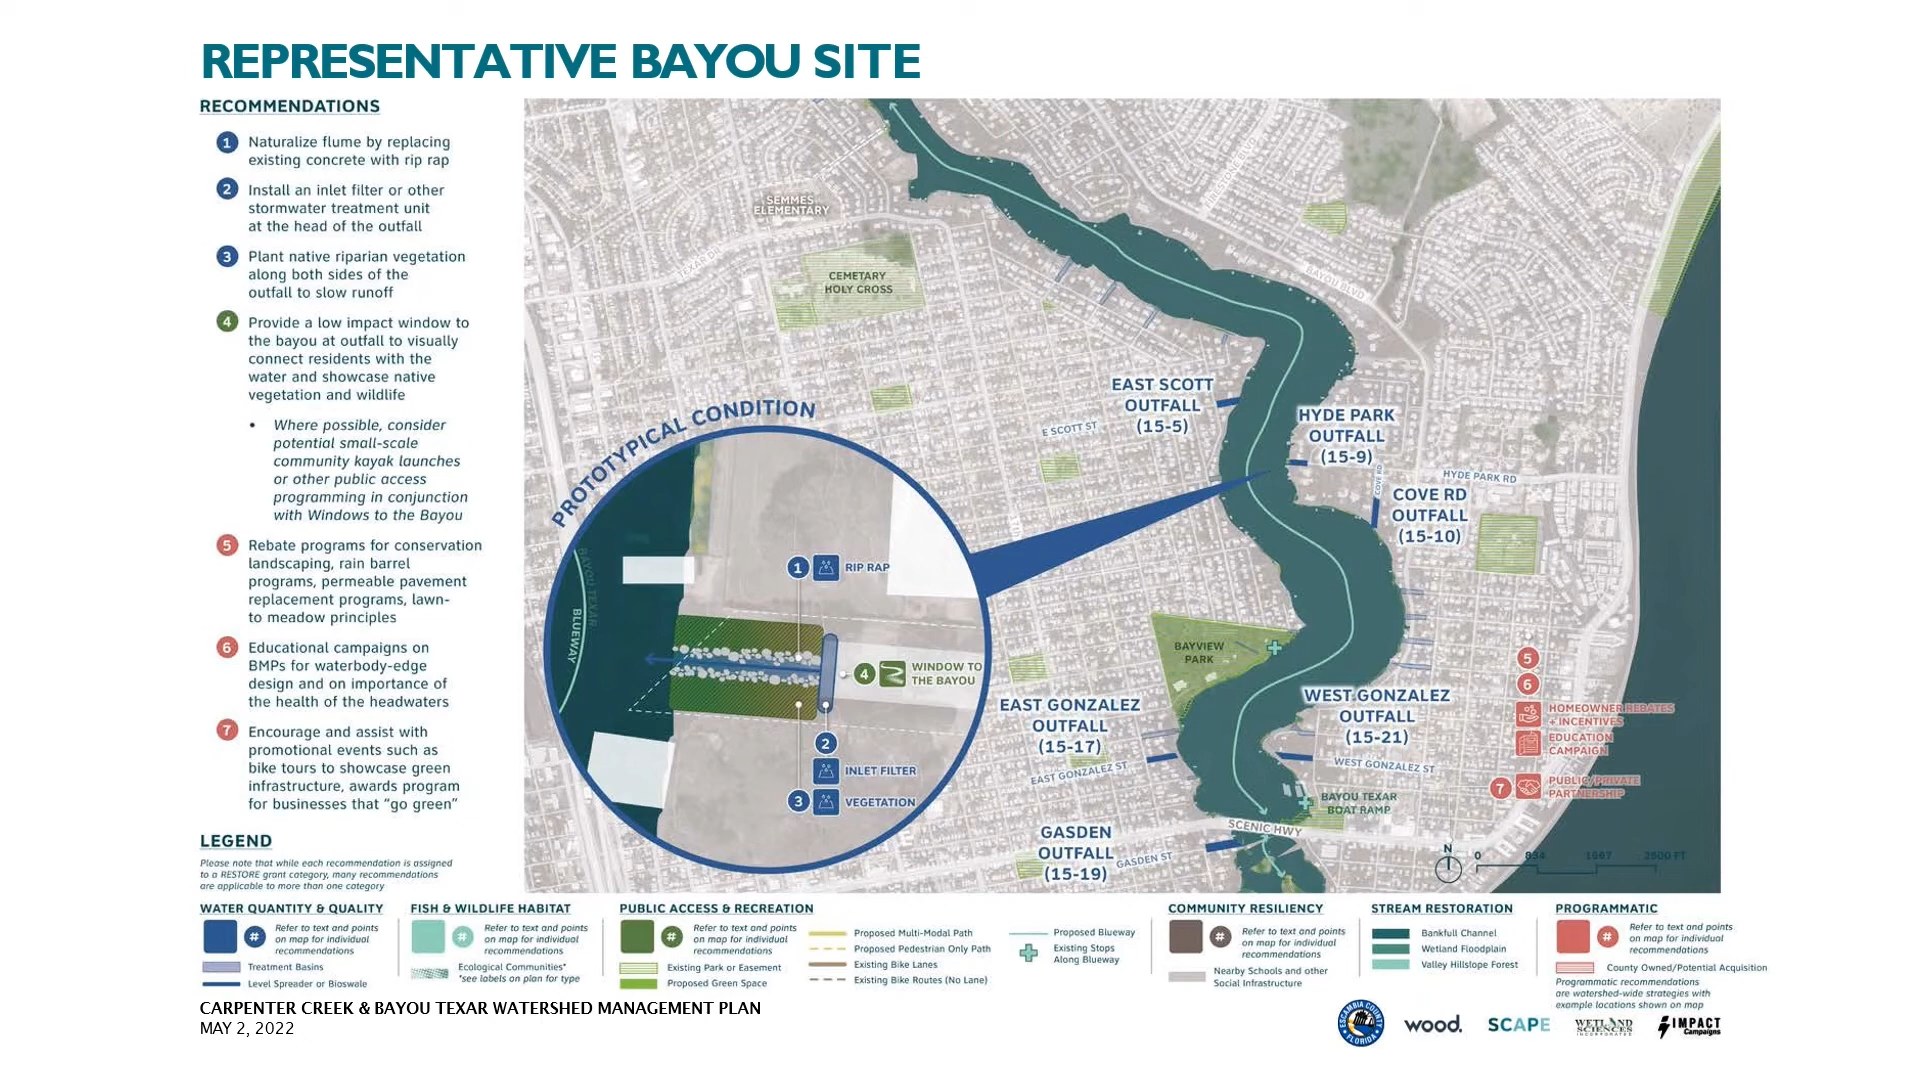 REPRESENTATIVE BAYOU SITE
RECOMMENDATIONS
1 Naturalize flume by replacing
existing concrete with rip rap
2 Install an inlet filter or other
stormwater treatment unit
at the head of the outfall
3 Plant native riparian vegetation
along both sides of the
outfall to slow runoff
4 Provide a low impact window to
the bayou at outfall to visually
connect residents with the
water and showcase native
vegetation and wildlife
• Where possible, consider
potential small-scale
community kayak launches
or other public access
programming in conjunction
with Windows to the Bayou
5 Rebate programs for conservation
landscaping, rain barrel
programs, permeable pavement
replacement programs, lawn-
to meadow principles
6 Educational campaigns on
BMPs for waterbody-edge
design and on importance of
the health of the headwaters
7 Encourage and assist with
promotional events such as
bike tours to showcase green
infrastructure, awards program
for businesses that “go green”
SEMMES
ELEMENTARY
TEXAR DR
CEMETARY
HOLY CROSS
BAYOU BLVD
EAST SCOTT
OUTFALL
(15-5)
E SCOTT ST
HYDE PARK
OUTFALL
(15-9)
COVE RD
HYDE PARK RD
COVE RD
OUTFALL
(15-10)
PROTOTYPICAL CONDITION
BAYOU TEXAR
BLUEWAY
1 RIP RAP
4 WINDOW TO
THE BAYOU
2
INLET FILTER
3 VEGETATION
BAYVIEW
PARK
EAST GONZALEZ
OUTFALL
(15-17)
EAST GONZALEZ ST
WEST GONZALEZ
OUTFALL
(15-21)
WEST GONZALEZ ST
BAYOU TEXAR
BOAT RAMP
SCENIC HWY
GASDEN
OUTFALL
(15-19)
GASDEN ST
5
6
HOMEOWNER REBATES
+ INCENTIVES
EDUCATION
CAMPAIGN
7 PUBLIC/PRIVATE
PARTNERSHIP
N
0 834 1667 2500 FT
LEGEND
Please note that while each recommendation is assigned
to a RESTORE grant category, many recommendations
are applicable to more than one category
WATER QUANTITY & QUALITY
# Refer to text and points
on map for individual
recommendations
Treatment Basins
Level Spreader or Bioswale
FISH & WILDLIFE HABITAT
# Refer to text and points
on map for individual
recommendations
Ecological Communities*
*see labels on plan for type
PUBLIC ACCESS & RECREATION
# Refer to text and points
on map for individual
recommendations
Existing Park or Easement
Proposed Green Space
Proposed Multi-Modal Path
Proposed Pedestrian Only Path
Existing Bike Lanes
Existing Bike Routes (No Lane)
Proposed Blueway
Existing Stops
Along Blueway
COMMUNITY RESILIENCY
# Refer to text and points
on map for individual
recommendations
Nearby Schools and other
Social Infrastructure
STREAM RESTORATION
Bankfull Channel
Wetland Floodplain
Valley Hillslope Forest
PROGRAMMATIC
# Refer to text and points
on map for individual
recommendations
County Owned/Potential Acquisition
Programmatic recommendations
are watershed-wide strategies with
example locations shown on map
CARPENTER CREEK & BAYOU TEXAR WATERSHED MANAGEMENT PLAN
MAY 2, 2022
ESCAMBIA COUNTY
FLORIDA
wood.
SCAPE
WETLAND
SCIENCES
INCORPORATED
IMPACT
Campaigns